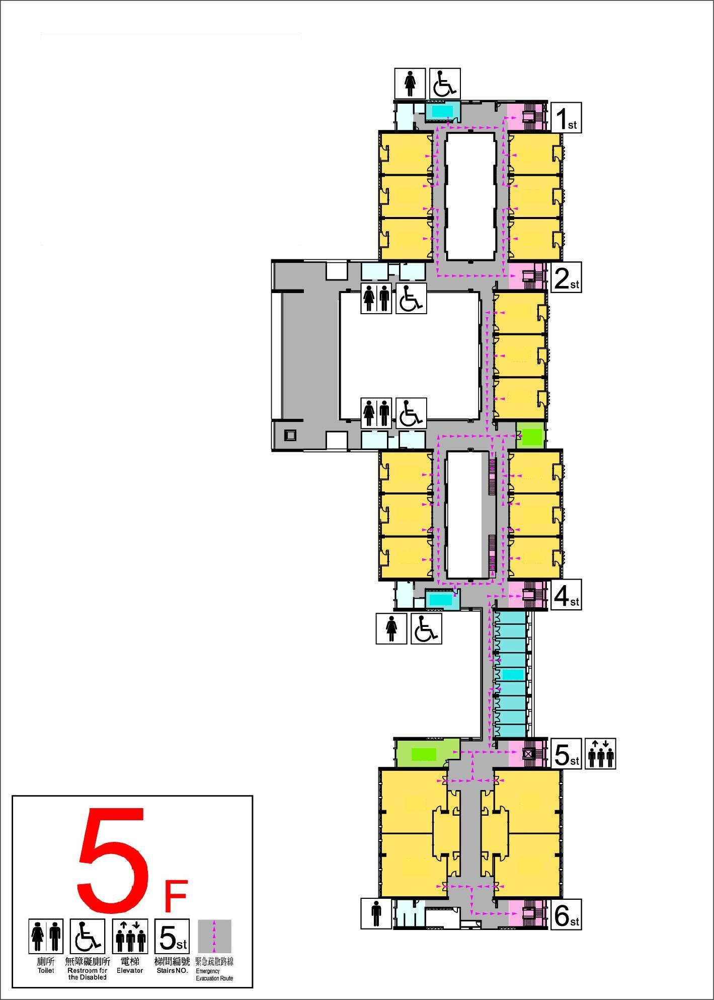 1st
2st
4st
5st
6st
5F
5st
廁所 無障礙廁所 電梯 梯間編號 緊急疏散路線
Toilet Restroom for the Disabled Elevator Stairs NO. Emergency Evacuation Route